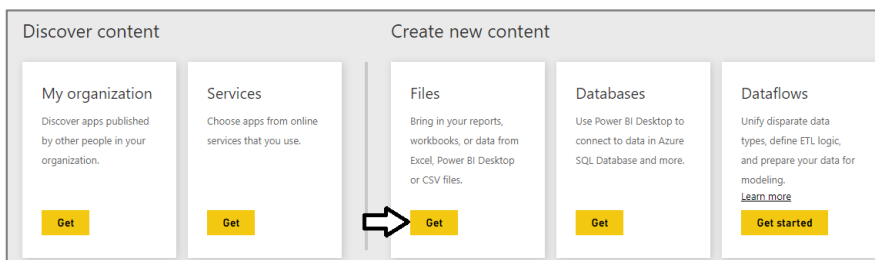 Discover content
Create new content
My organization
Discover apps published
by other people in your
organization.
Get
Services
Choose apps from online
services that you use.
Get
Files
Bring in your reports,
workbooks, or data from
Excel, Power BI Desktop
or CSV files.
Get
Databases
Use Power BI Desktop to
connect to data in Azure
SQL Database and more.
Get
Dataflows
Unify disparate data
types, define ETL logic,
and prepare your data for
modeling.
Learn more
Get started